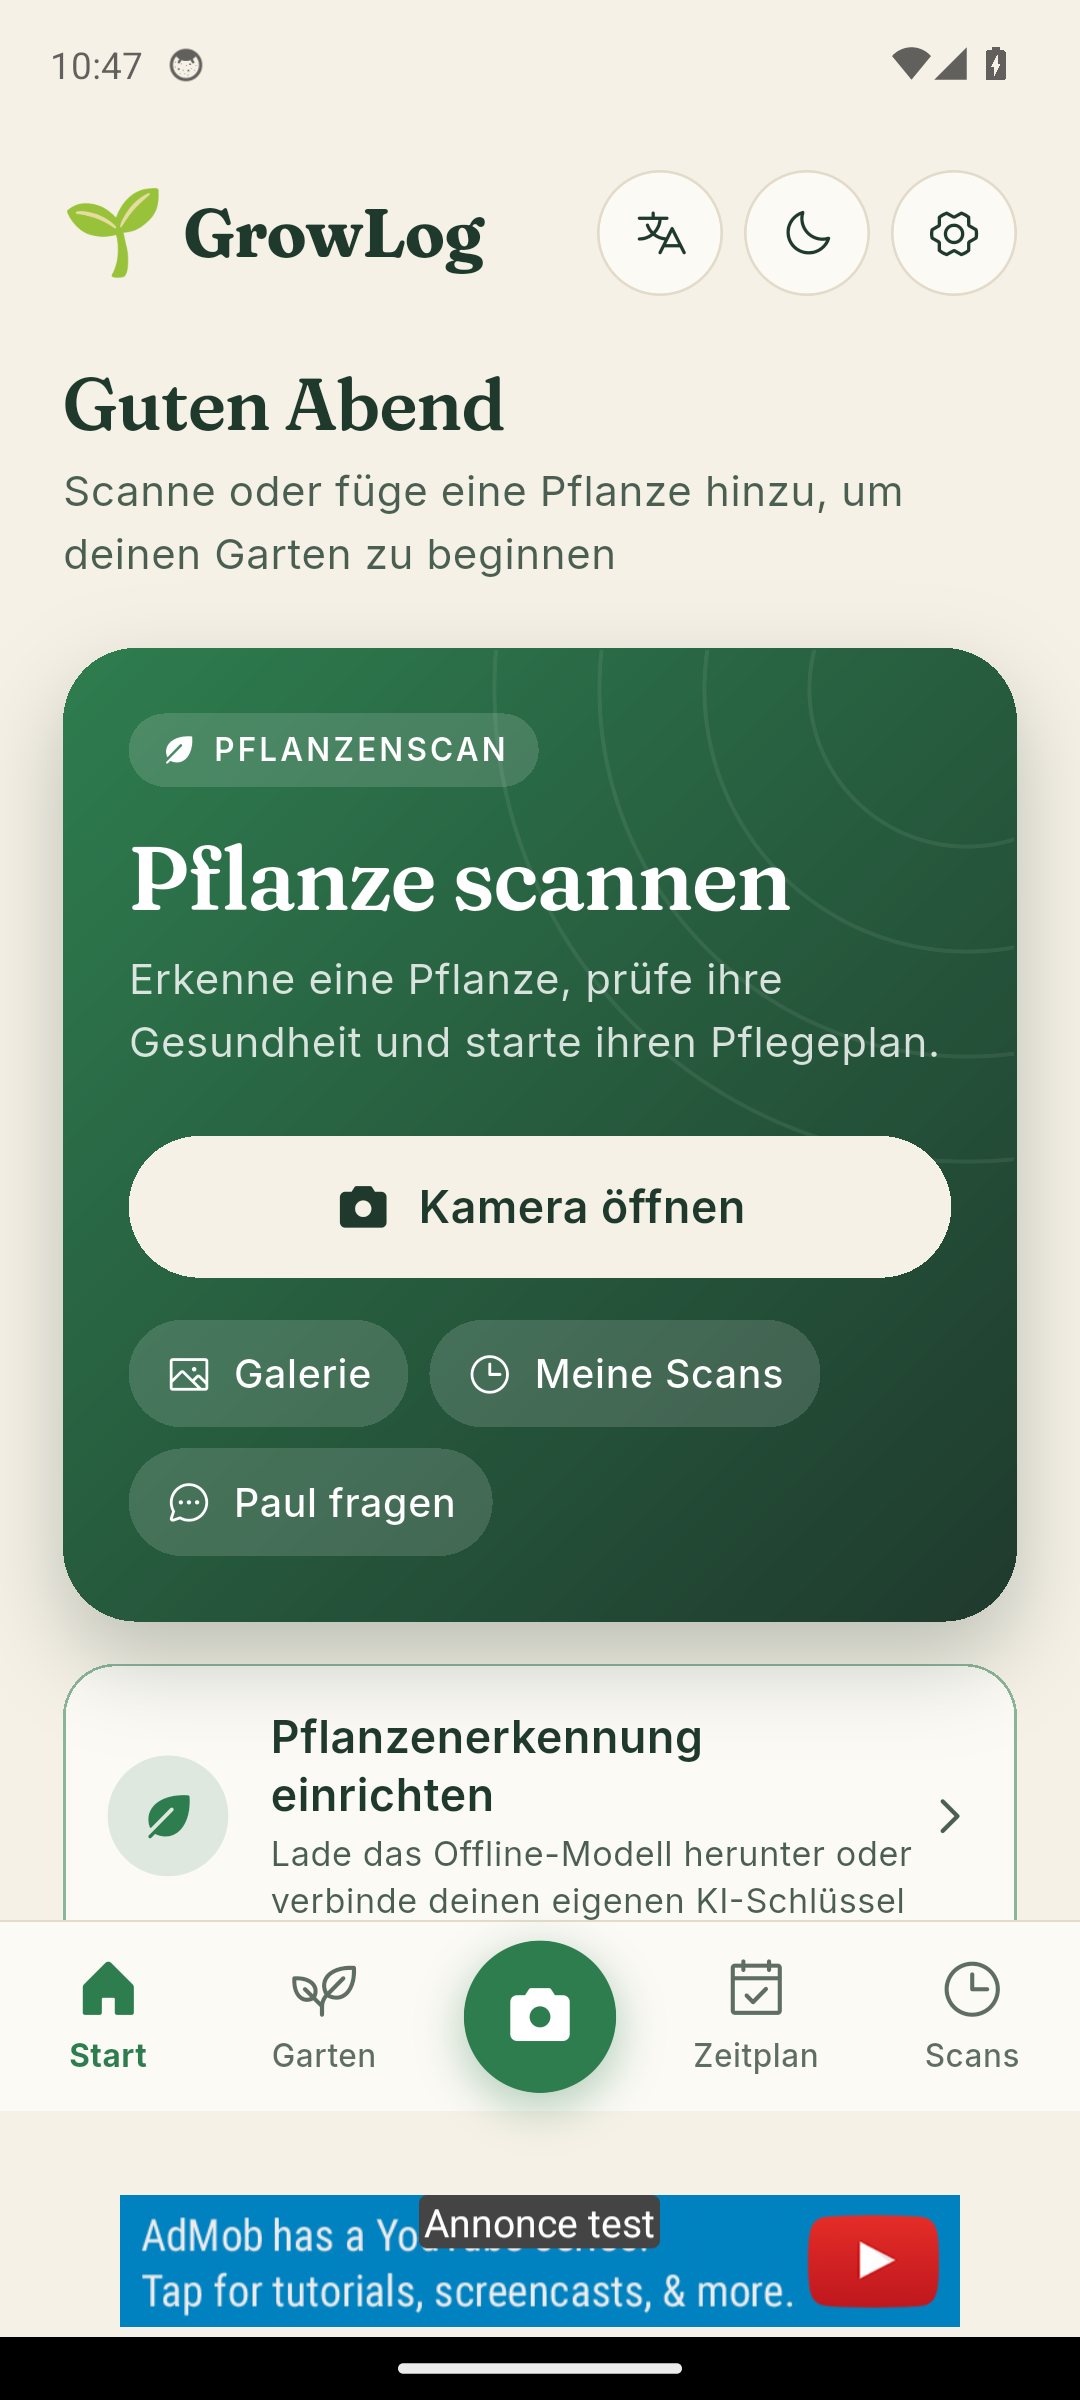 10:47
GrowLog
Guten Abend
Scanne oder füge eine Pflanze hinzu, um
deinen Garten zu beginnen
PFLANZENSCAN
Pflanze scannen
Erkenne eine Pflanze, prüfe ihre
Gesundheit und starte ihren Pflegeplan.
Kamera öffnen
Galerie
Meine Scans
Paul fragen
Pflanzenerkennung
einrichten
Lade das Offline-Modell herunter oder
verbinde deinen eigenen KI-Schlüssel
Start
Garten
Zeitplan
Scans
Annonce test
AdMob has a
Tap for tutorials, screencasts, & more.